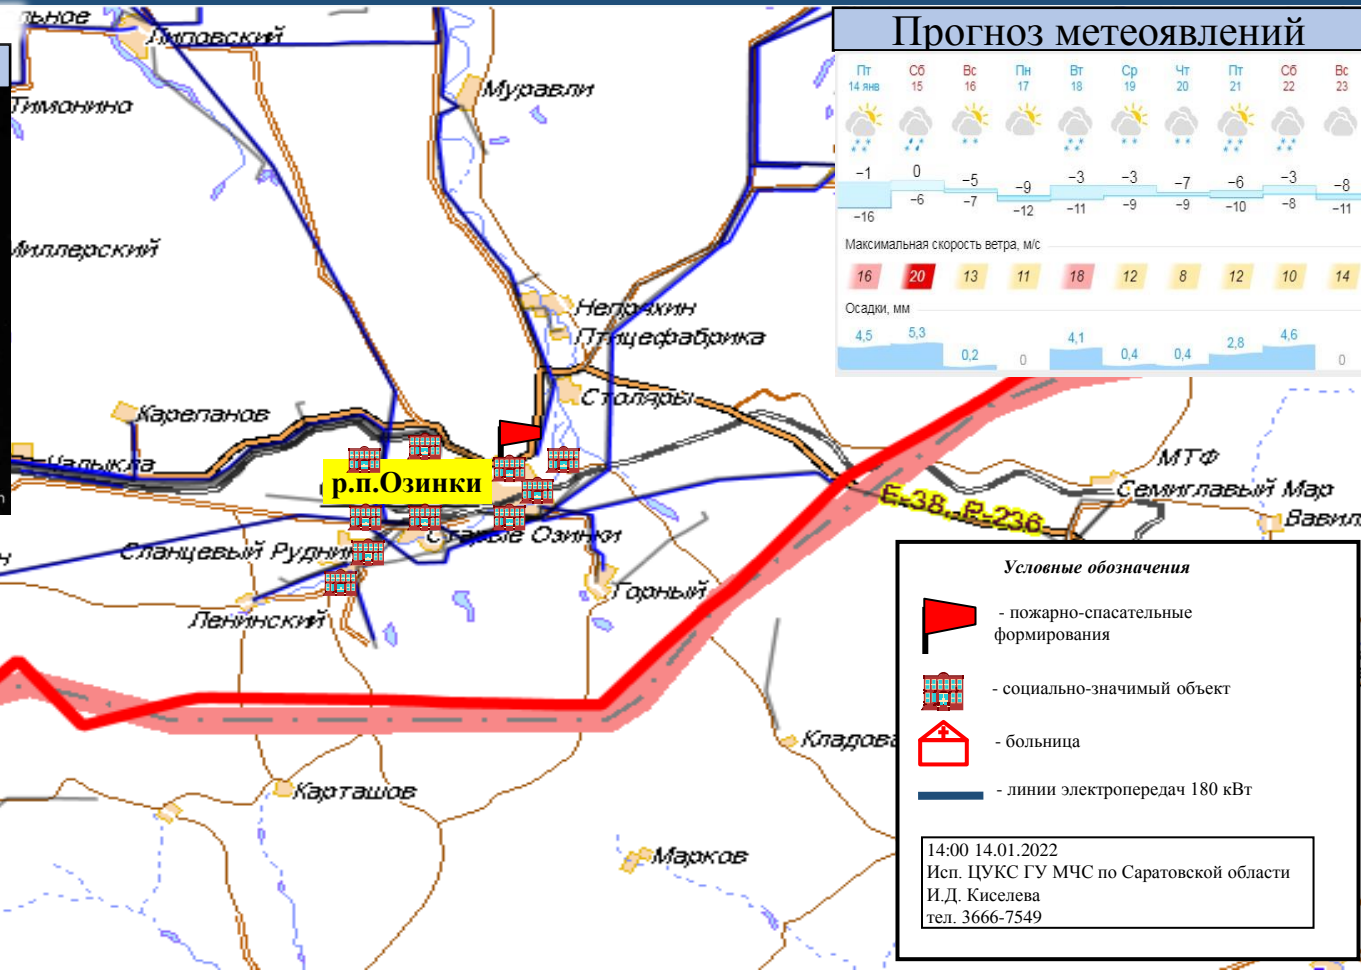 Прогноз метеоявлений
Пт Сб Вс Пн Вт Ср Чт Пт Сб Вс
14 янв 15 16 17 18 19 20 21 22 23
−1 0 −5 −9 −3 −3 −7 −6 −3 −8
−16 −6 −7 −12 −11 −9 −9 −10 −8 −11
Максимальная скорость ветра, м/с
16 20 13 11 18 12 8 12 10 14
Осадки, мм
4,5 5,3 0,2 0 4,1 0,4 0,4 2,8 4,6 0
льное
Липовский
Тимонино
Муравли
Миллерский
Непряхин
Птицефабрика
Столяры
Карепанов
Чалыкла
р.п.Озинки
МТФ
Семиглавый Мар
Е-38, Р-236
Вавил
Старые Озинки
Сланцевый Рудни
Горный
Ленинский
Кладова
Карташов
Марков
Условные обозначения
- пожарно-спасательные
формирования
- социально-значимый объект
- больница
- линии электропередач 180 кВт
14:00 14.01.2022
Исп. ЦУКС ГУ МЧС по Саратовской области
И.Д. Киселева
тел. 3666-7549